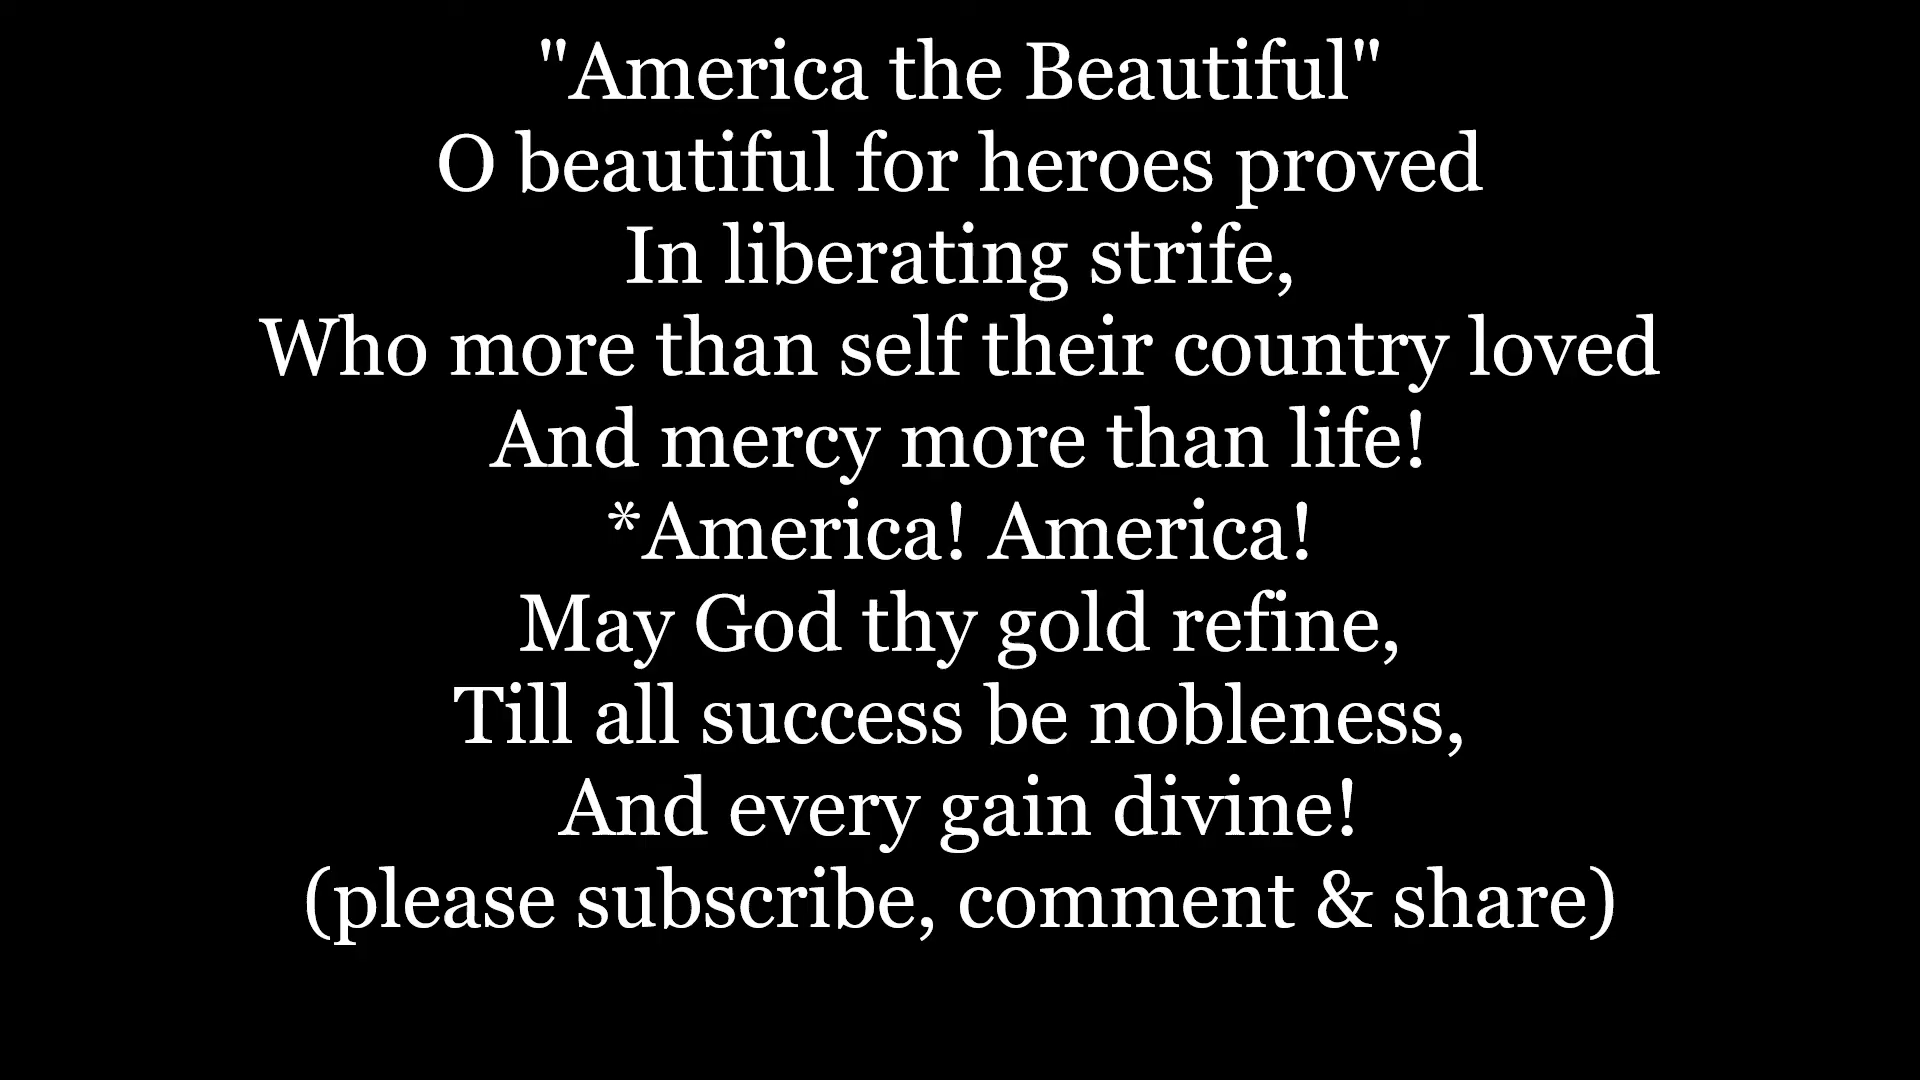 "America the Beautiful"
O beautiful for heroes proved
In liberating strife,
Who more than self their country loved
And mercy more than life!
*America! America!
May God thy gold refine,
Till all success be nobleness,
And every gain divine!
(please subscribe, comment & share)